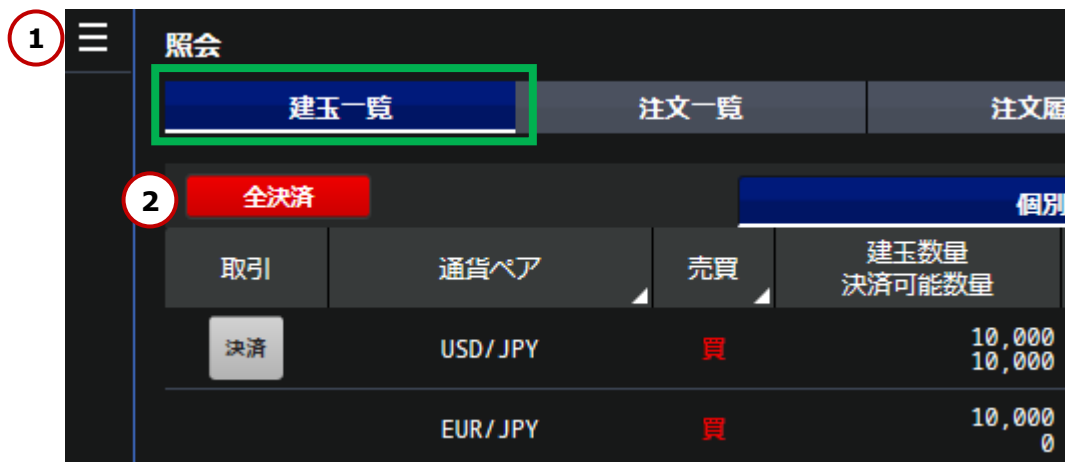 1
照会
建玉一覧 注文一覧 注文履
2 全決済 個別
取引 通貨ペア 売買 建玉数量
決済可能数量
決済 USD/JPY 買 10,000
10,000
EUR/JPY 買 10,000
0